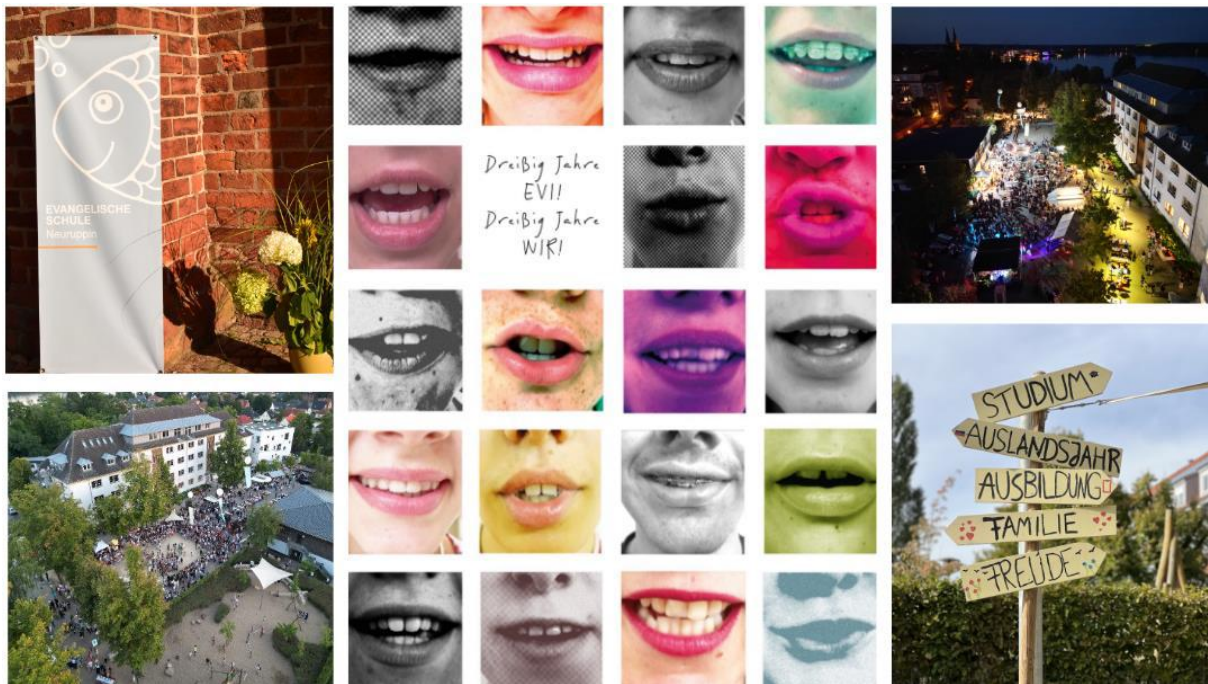 EVANGELISCHE
SCHULE
Neuruppin
Dreißig Jahre
EVI!
Dreißig Jahre
WIR!
STUDIUM
AUSLANDSJAHR
AUSBILDUNG
FAMILIE
FREUDE